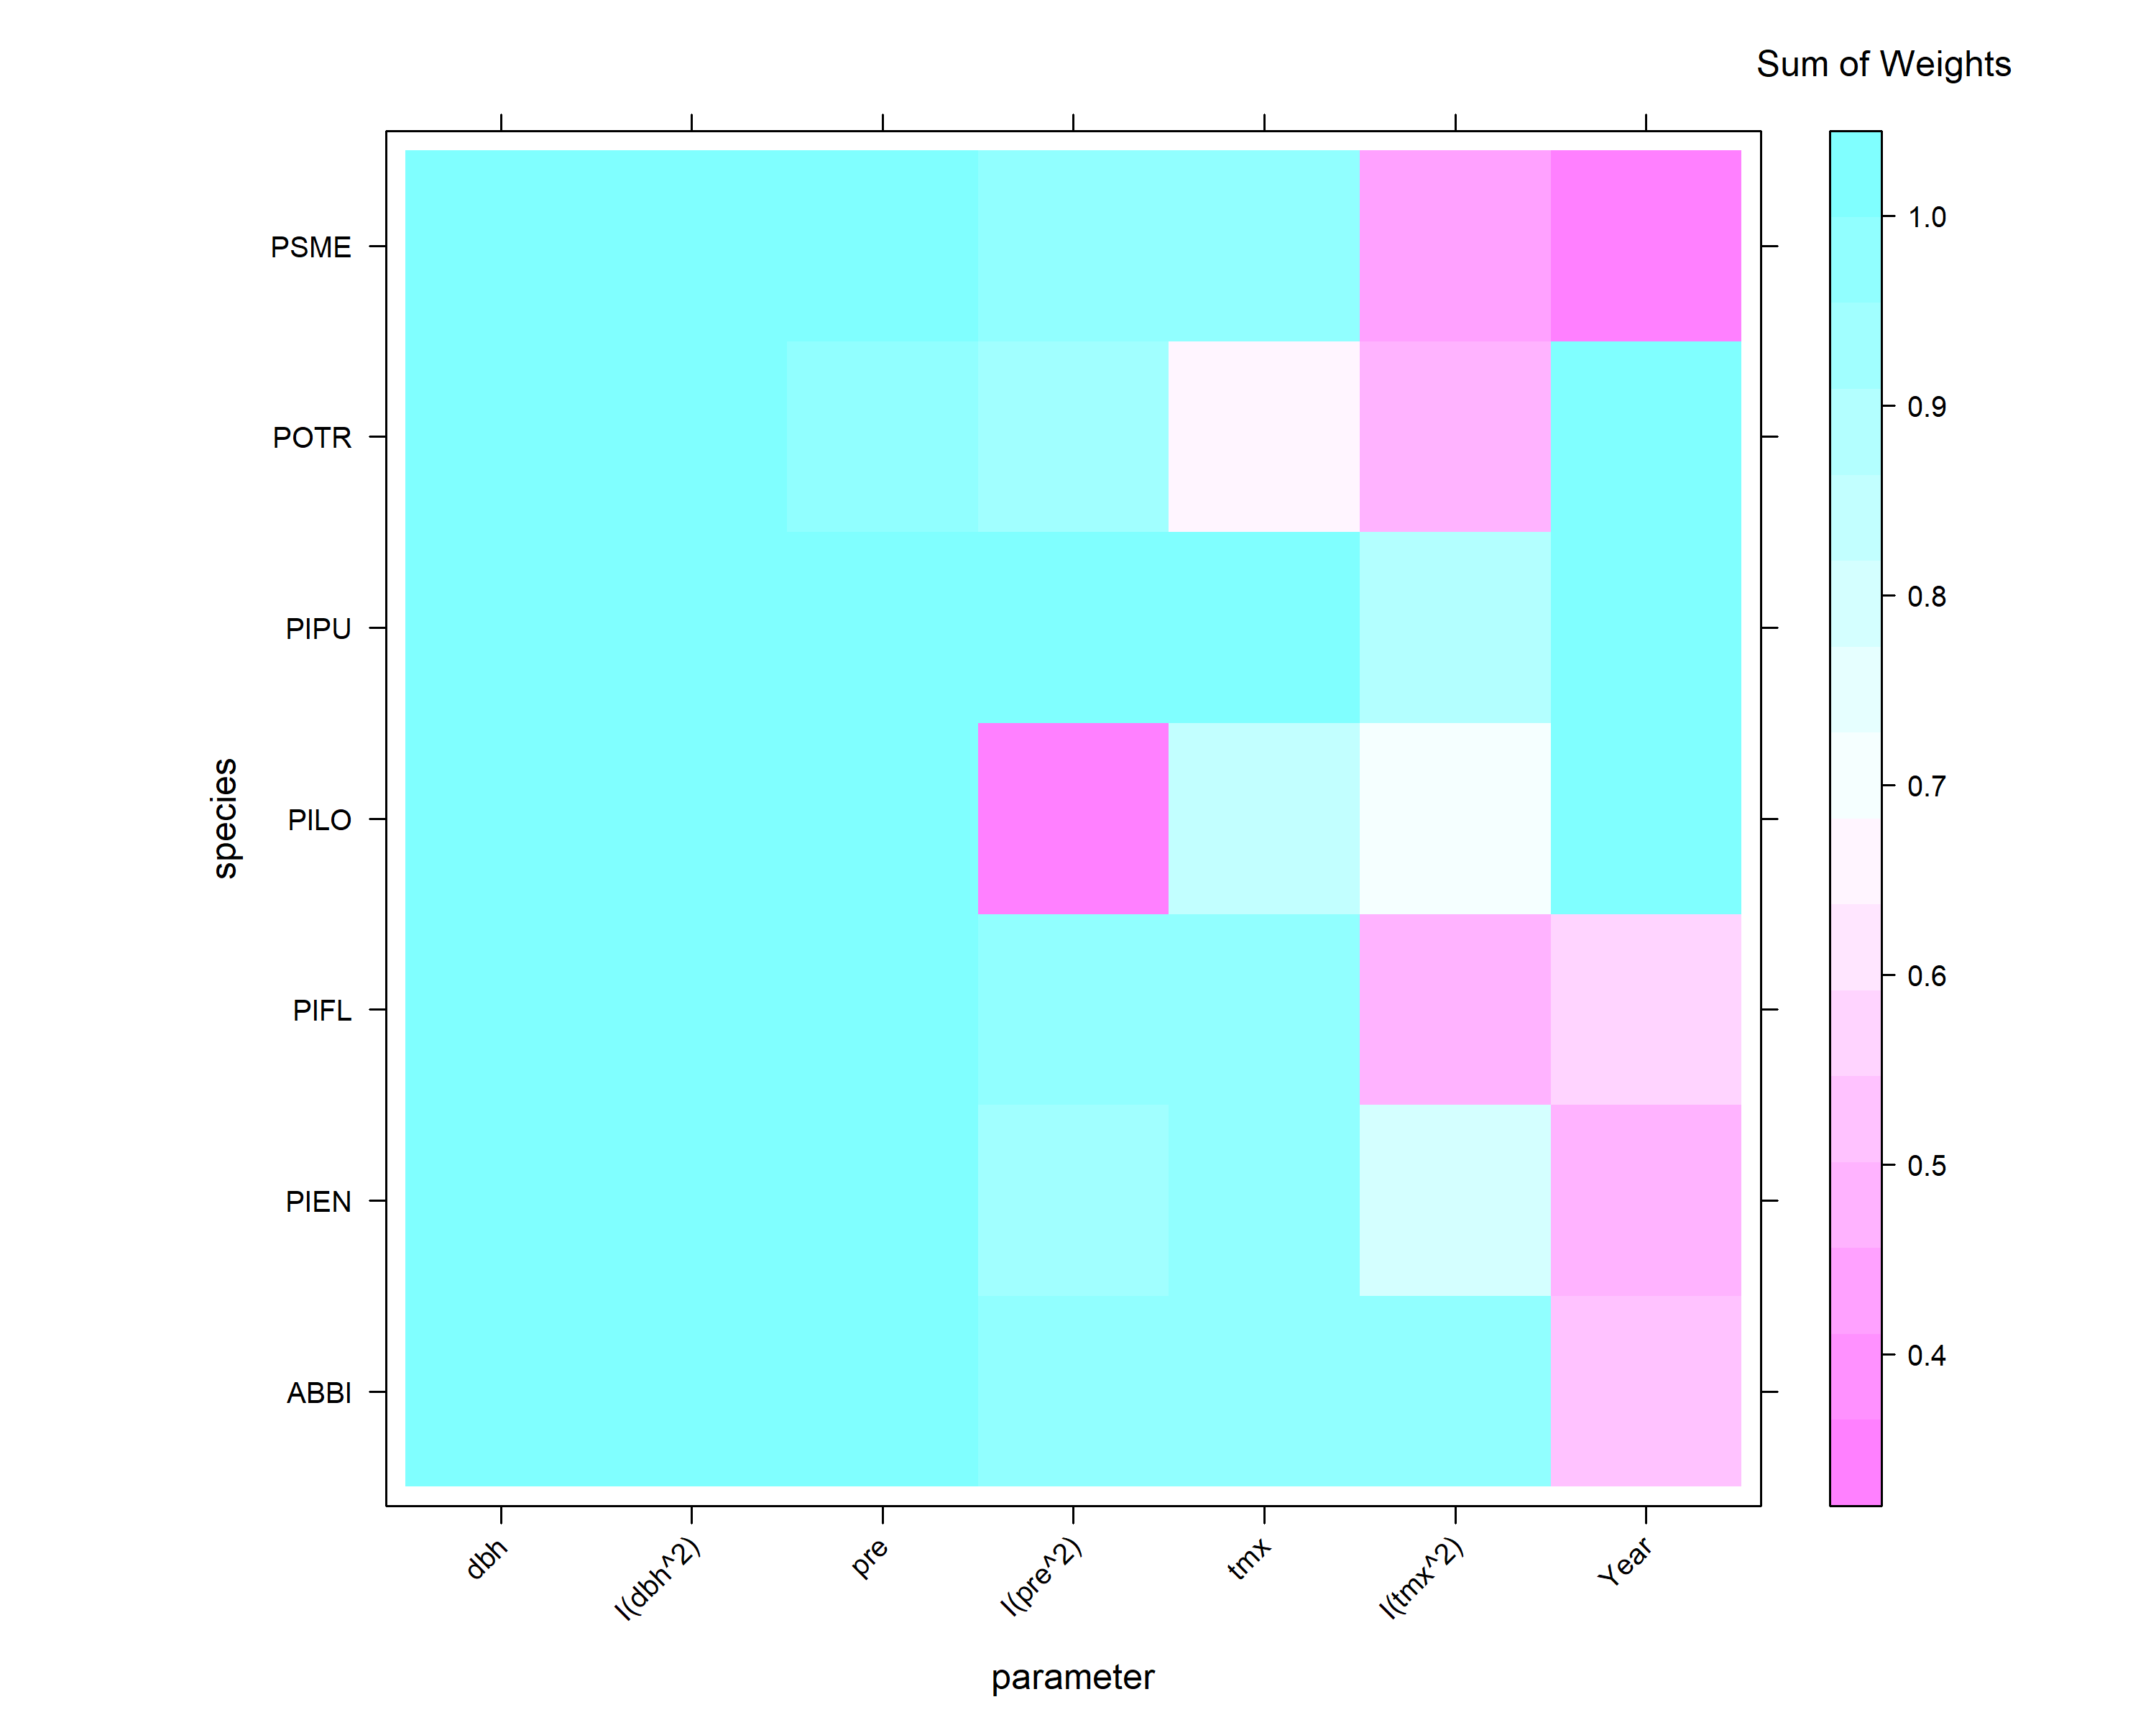 Sum of Weights
PSME
POTR
PIPU
PILO
PIFL
PIEN
ABBI
species
dbh
I(dbh^2)
pre
I(pre^2)
tmx
I(tmx^2)
Year
parameter
1.0
0.9
0.8
0.7
0.6
0.5
0.4